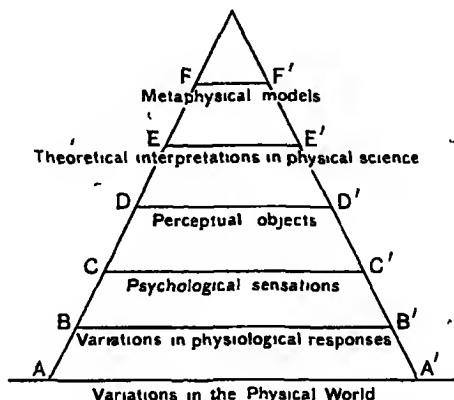 F F'
Metaphysical models
E E'
Theoretical interpretations in physical science
D D'
Perceptual objects
C C'
Psychological sensations
B B'
Variations in physiological responses
A A'
Variations in the Physical World